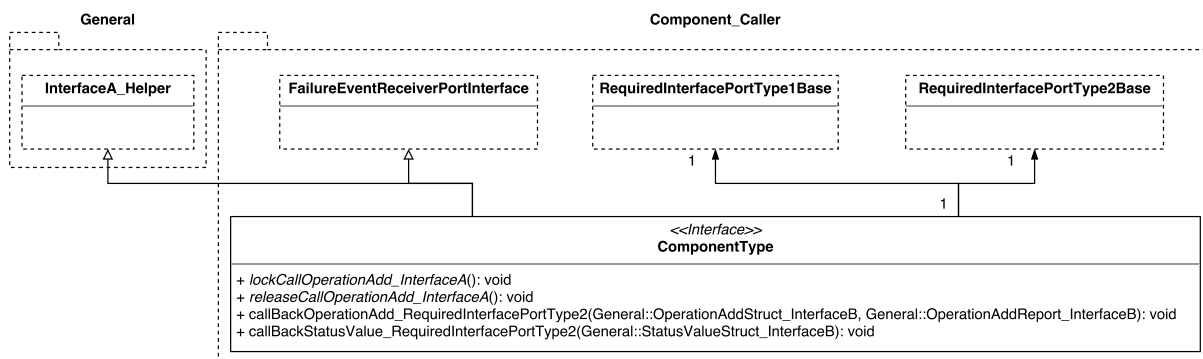 General
Component_Caller
InterfaceA_Helper
FailureEventReceiverPortInterface
RequiredInterfacePortType1Base
RequiredInterfacePortType2Base
1
1
1
<<Interface>>
ComponentType
+ lockCallOperationAdd_InterfaceA(): void
+ releaseCallOperationAdd_InterfaceA(): void
+ callBackOperationAdd_RequiredInterfacePortType2(General::OperationAddStruct_InterfaceB, General::OperationAddReport_InterfaceB): void
+ callBackStatusValue_RequiredInterfacePortType2(General::StatusValueStruct_InterfaceB): void